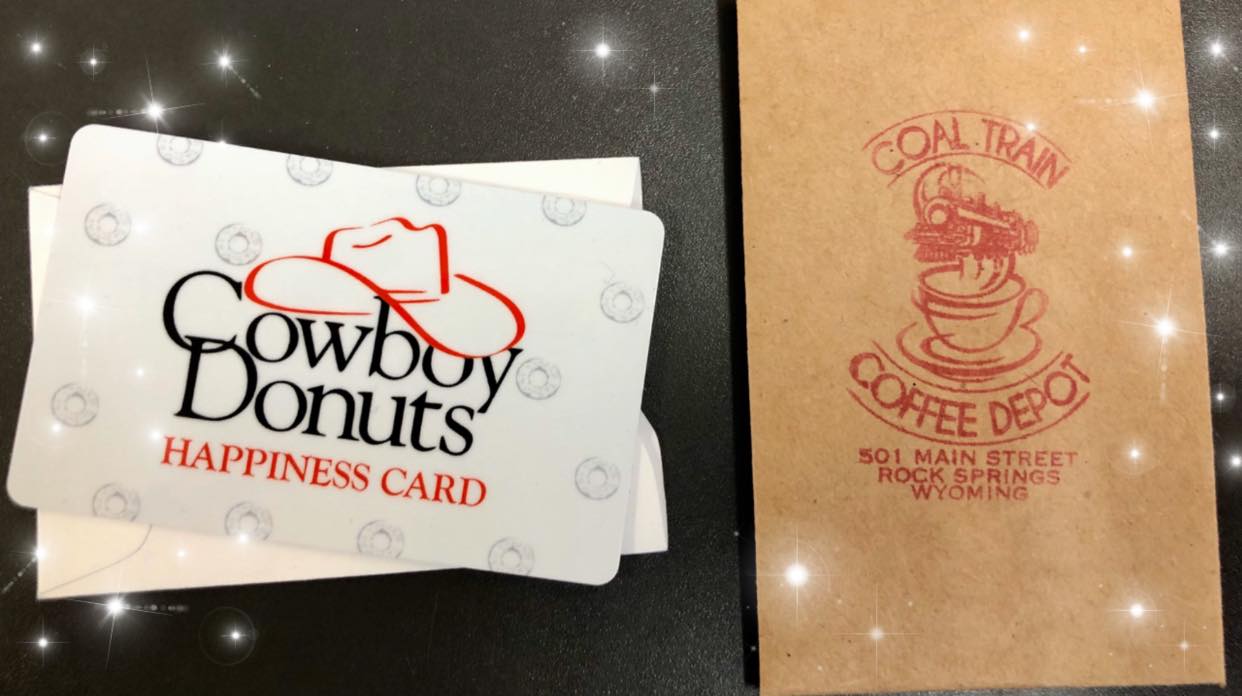 Cowboy
Donuts
HAPPINESS CARD
COAL TRAIN
COFFEE DEPOT
501 MAIN STREET
ROCK SPRINGS
WYOMING